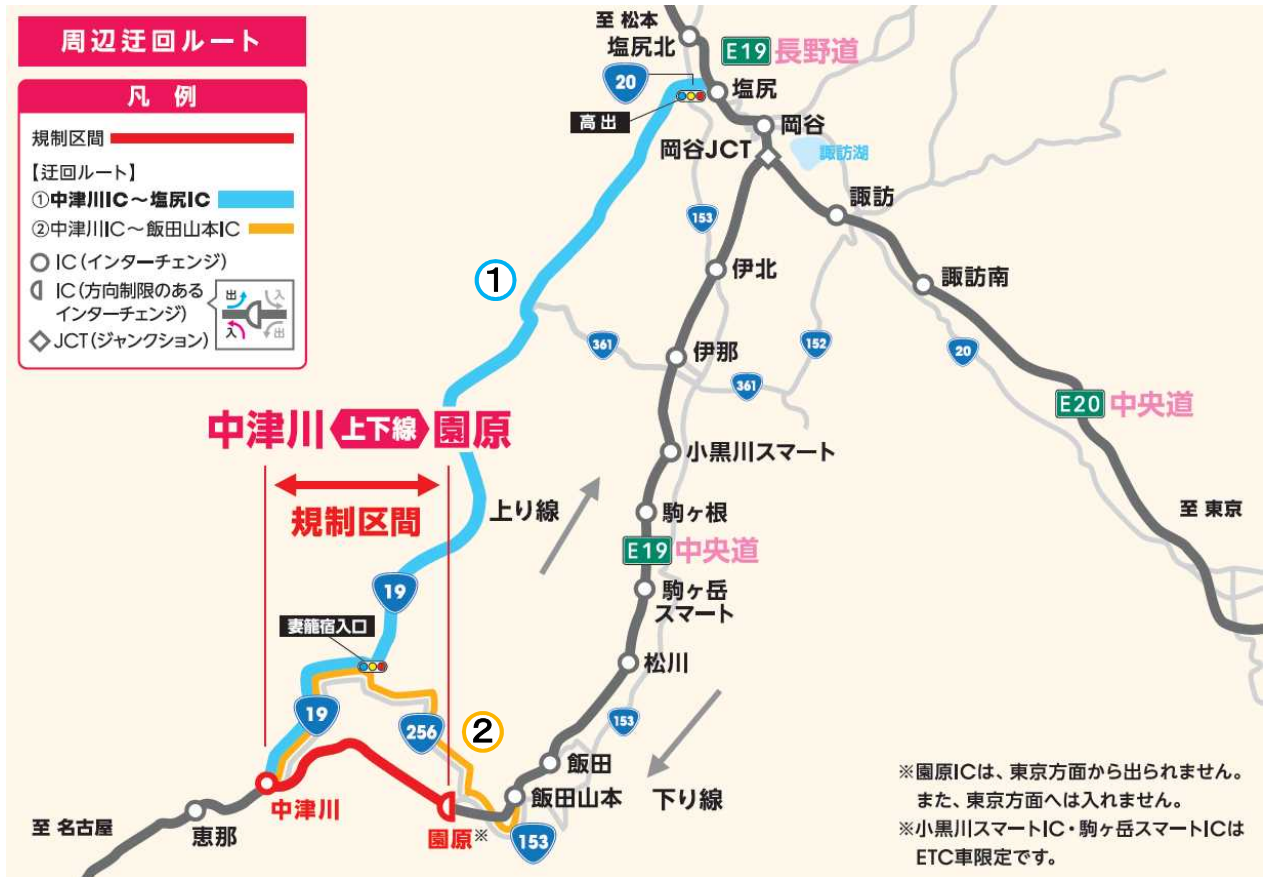 周辺迂回ルート
凡 例
規制区間
【迂回ルート】
①中津川IC～塩尻IC
②中津川IC～飯田山本IC
IC(インターチェンジ)
IC(方向制限のある
インターチェンジ)
出
入
入
出
JCT(ジャンクション)
至 松本
塩尻北
E19 長野道
20
塩尻
高出
岡谷
岡谷JCT
諏訪湖
諏訪
153
①
伊北
諏訪南
361
伊那
152
20
361
E20 中央道
中津川 上下線 園原
規制区間
小黒川スマート
上り線
駒ヶ根
至 東京
E19 中央道
19
駒ヶ岳
スマート
妻籠宿入口
松川
19
256
②
153
飯田
中津川
飯田山本
下り線
恵那
至 名古屋
園原※
153
※園原ICは、東京方面から出られません。
また、東京方面へは入れません。
※小黒川スマートIC・駒ヶ岳スマートICは
ETC車限定です。